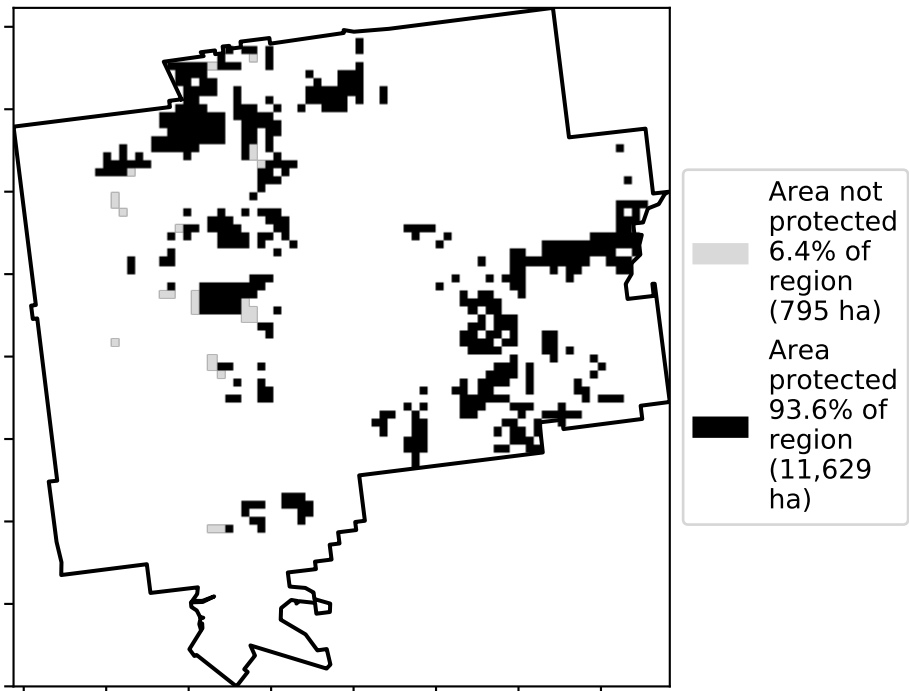 Area not
protected
6.4% of
region
(795 ha)
Area
protected
93.6% of
region
(11,629
ha)